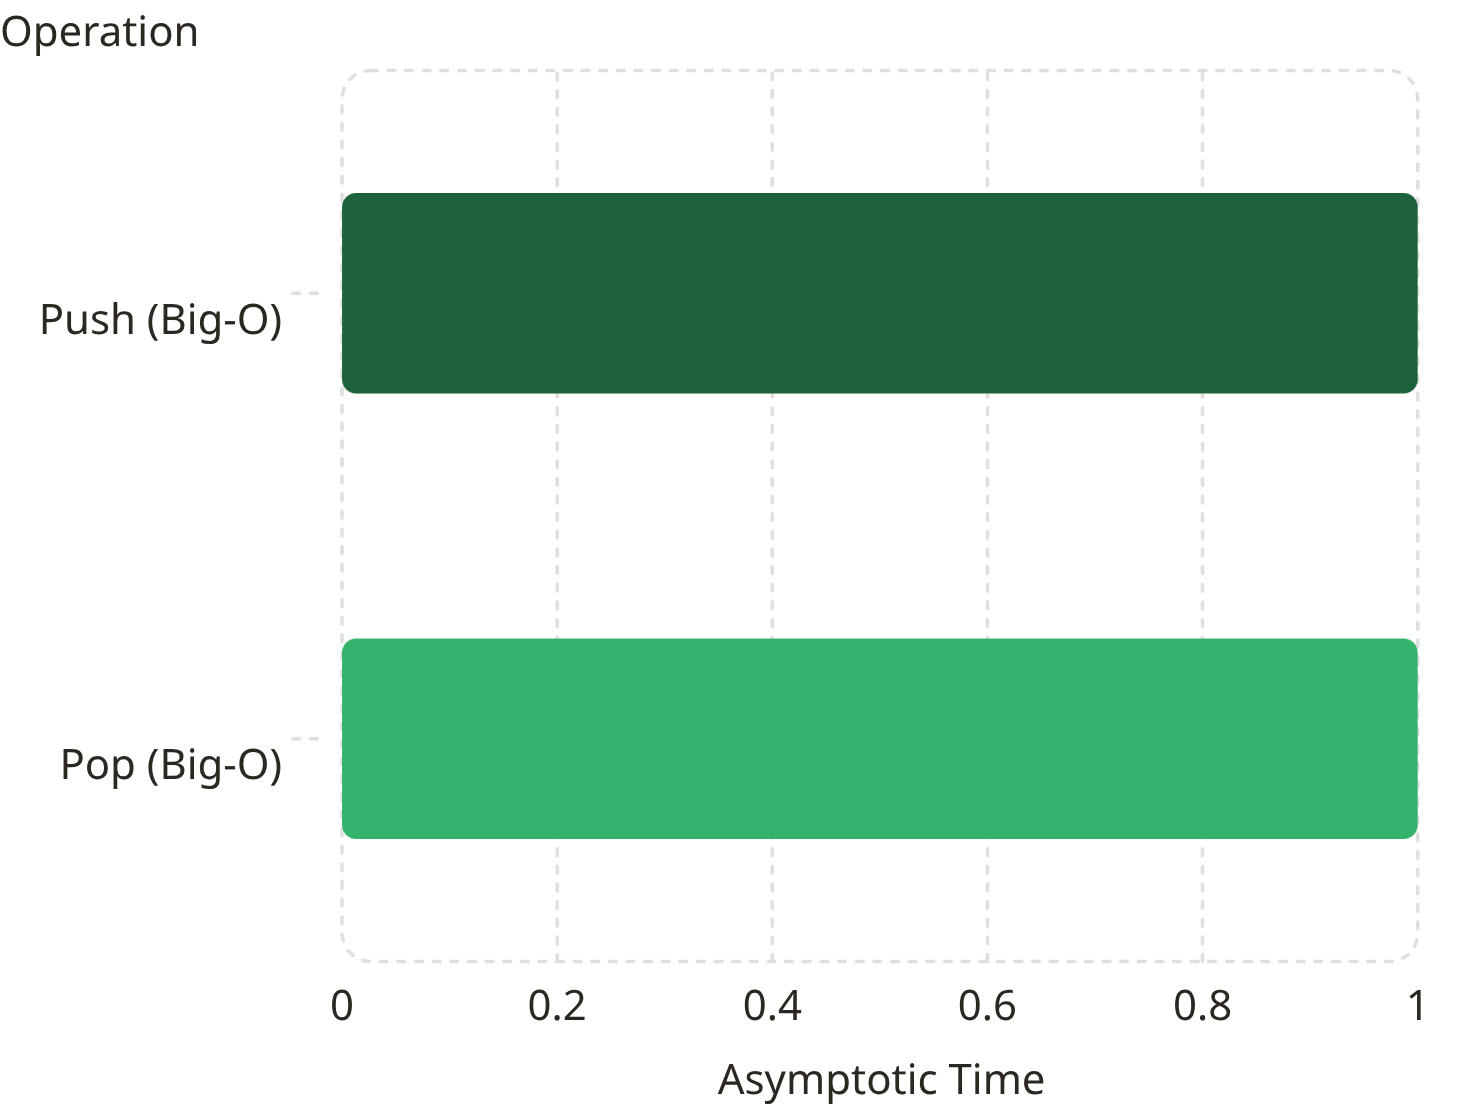 Operation
Push (Big-O)
Pop (Big-O)
0 0.2 0.4 0.6 0.8 1
Asymptotic Time